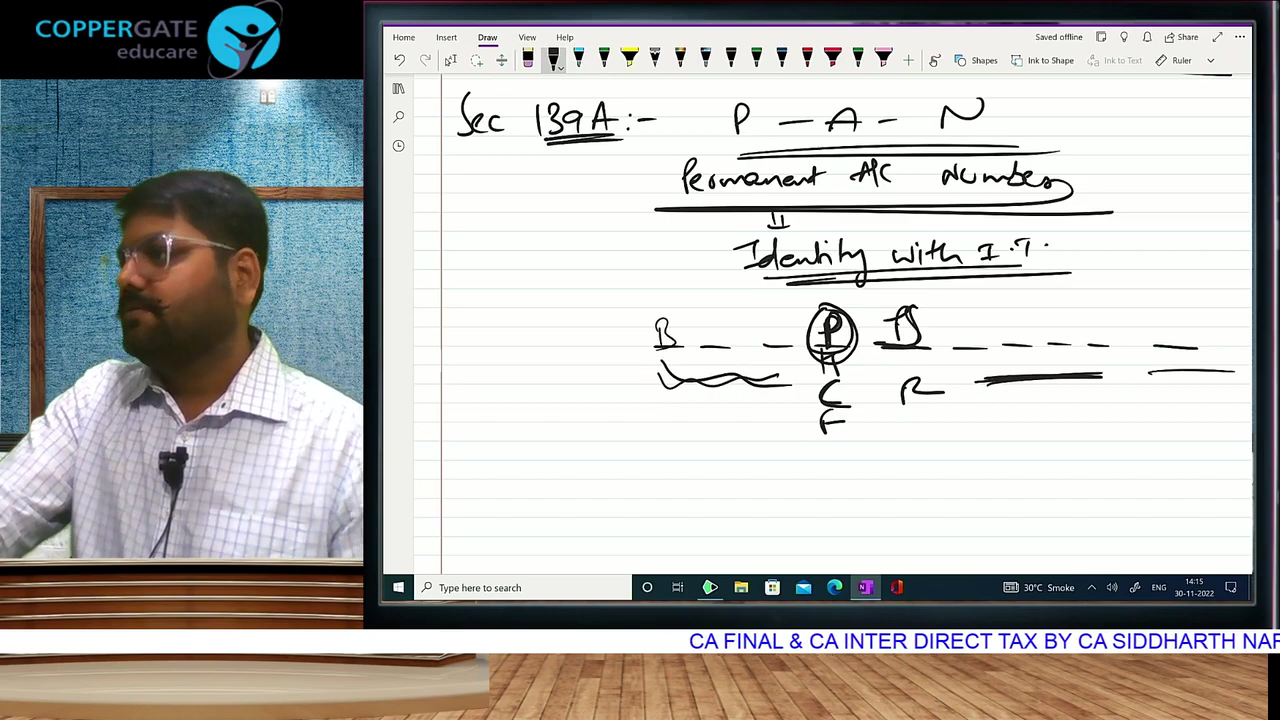 COPPERGATE
educare
Home Insert Draw View Help
Saved offline
Share
Shapes Ink to Shape Ink to Text Ruler
Sec 139A:- P - A - N
Permanent A/C Number
Identity with I.T.
B P
H
C R
F
Type here to search
30°C Smoke
ENG
14:15
30-11-2022
CA FINAL & CA INTER DIRECT TAX BY CA SIDDHARTH